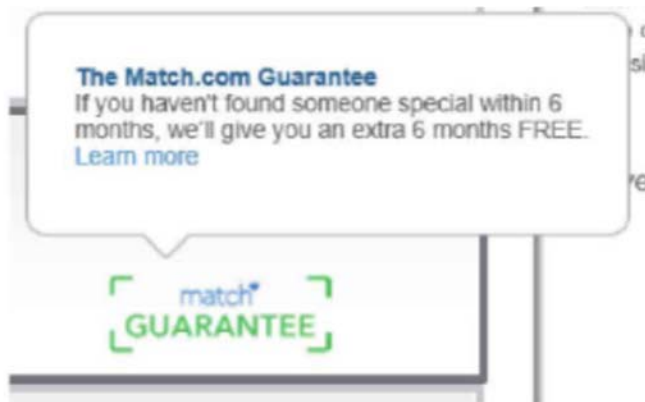 The Match.com Guarantee
If you haven't found someone special within 6
months, we'll give you an extra 6 months FREE.
Learn more
match
GUARANTEE